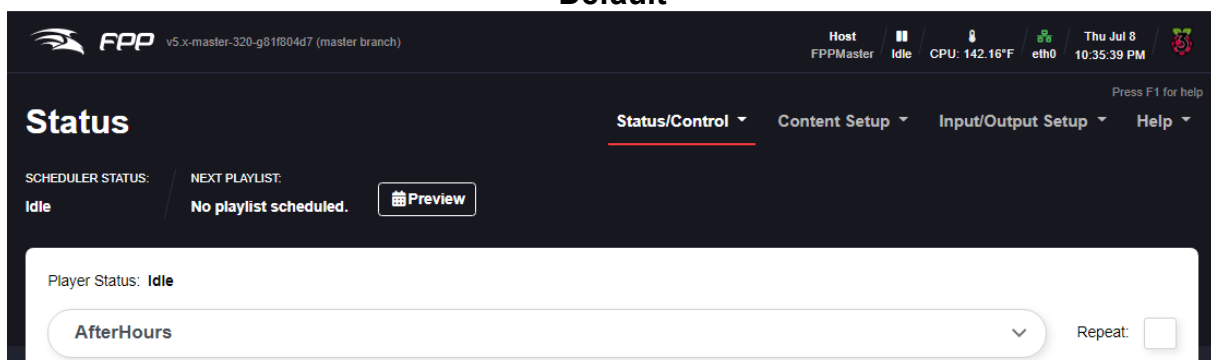 Default
FPP v5.x-master-320-g81f804d7 (master branch)
Host
FPPMaster
Idle
CPU: 142.16°F
eth0
Thu Jul 8
10:35:39 PM
Press F1 for help
Status
Status/Control
Content Setup
Input/Output Setup
Help
SCHEDULER STATUS:
Idle
NEXT PLAYLIST:
No playlist scheduled.
Preview
Player Status: Idle
AfterHours
Repeat: